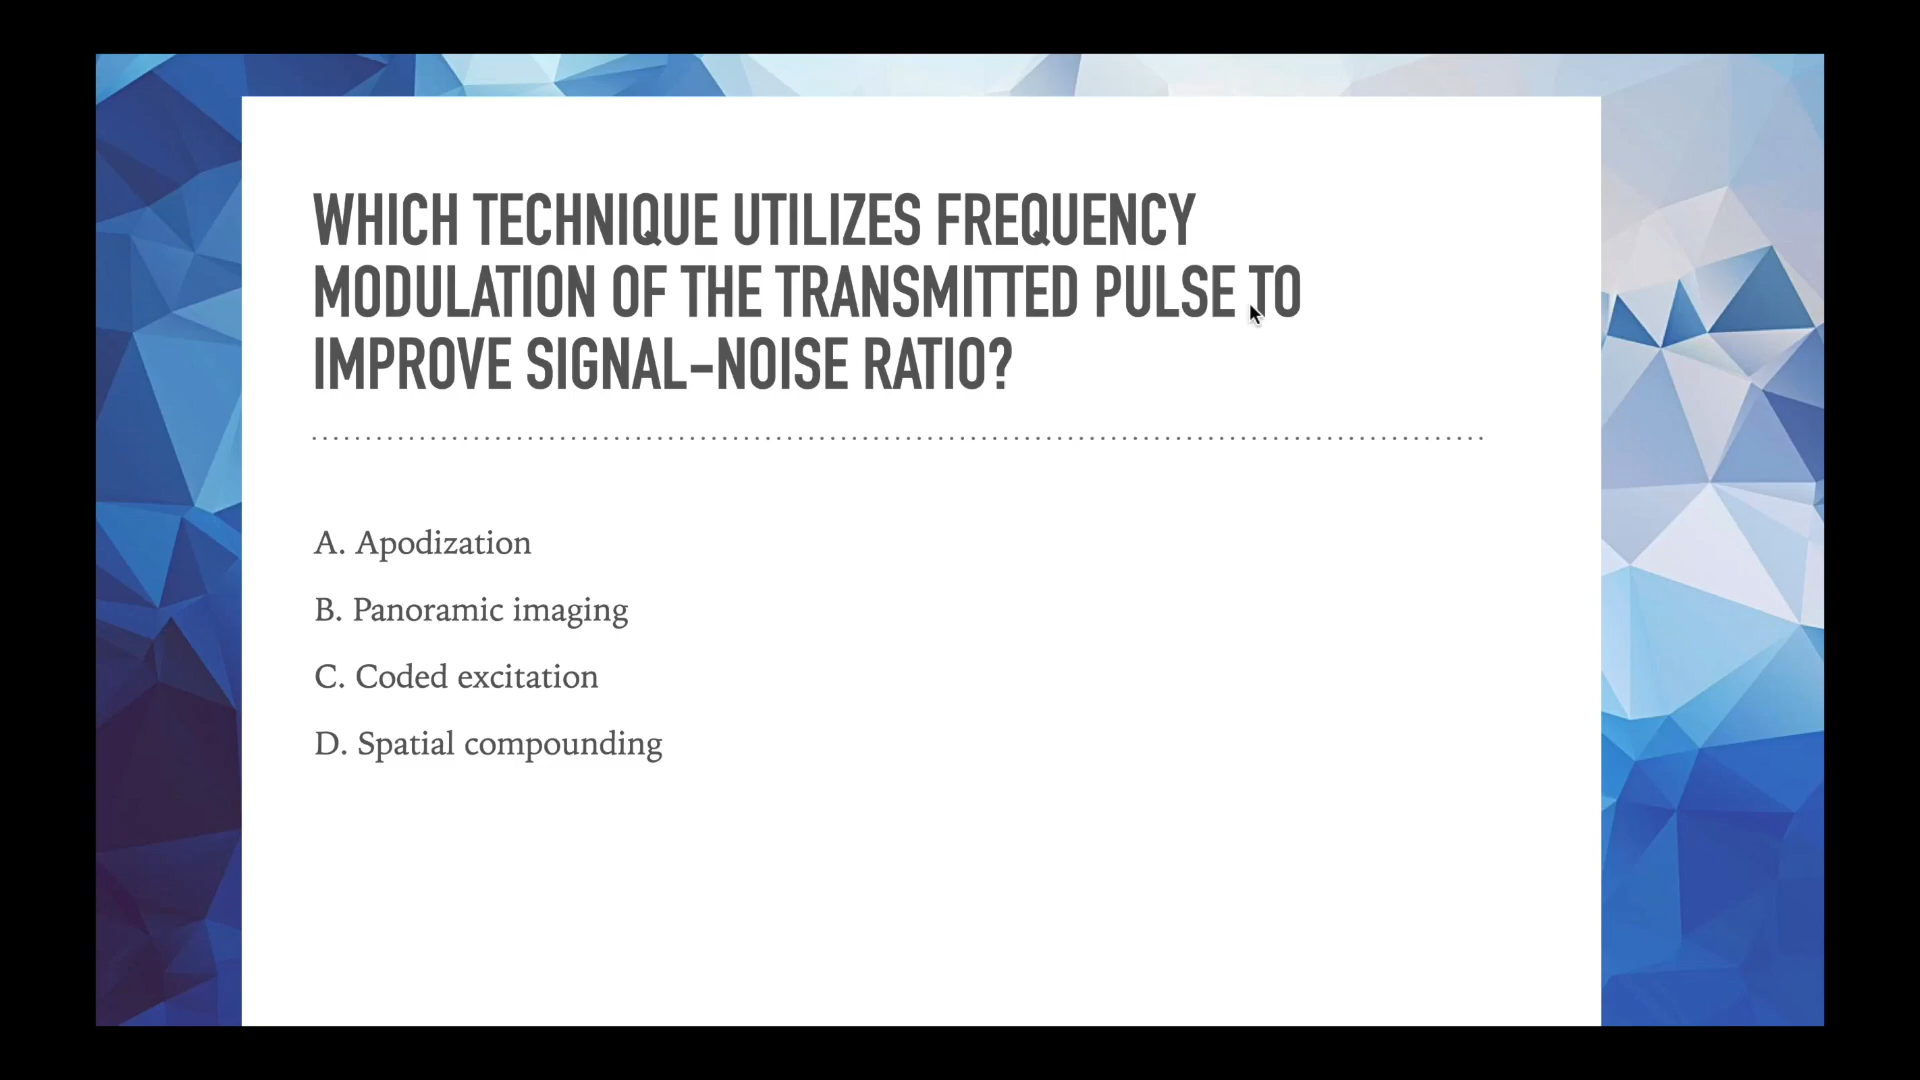 WHICH TECHNIQUE UTILIZES FREQUENCY
MODULATION OF THE TRANSMITTED PULSE TO
IMPROVE SIGNAL-NOISE RATIO?
A. Apodization
B. Panoramic imaging
C. Coded excitation
D. Spatial compounding